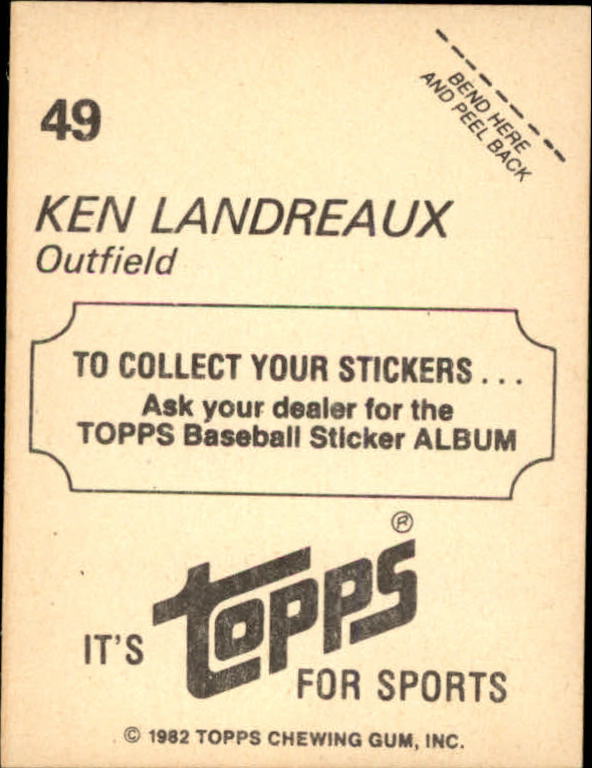 49
BEND HERE
AND PEEL BACK
KEN LANDREAUX
Outfield
TO COLLECT YOUR STICKERS...
Ask your dealer for the
TOPPS Baseball Sticker ALBUM
IT'S topps®
FOR SPORTS
© 1982 TOPPS CHEWING GUM, INC.